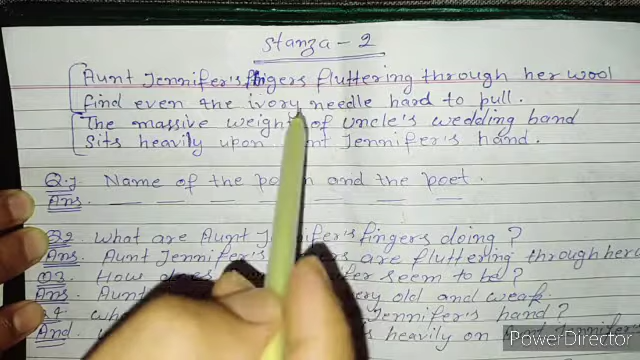 Stanza - 2
Aunt Jennifer's fingers fluttering through her wool
find even the ivory needle hard to pull.
The massive weight of Uncle's wedding band
Sits heavily upon Jennifer's hand.
Q.1 Name of the poem and the poet.
Ans.
Q2 What are Aunt Jennifer's fingers doing?
Ans. Aunt Jennifer's are fluttering through her
Q3. How seem to be?
Ans. Aunt very old and weak.
Jennifer's hand?
And heavily on Aunt Jennifer's
PowerDirector